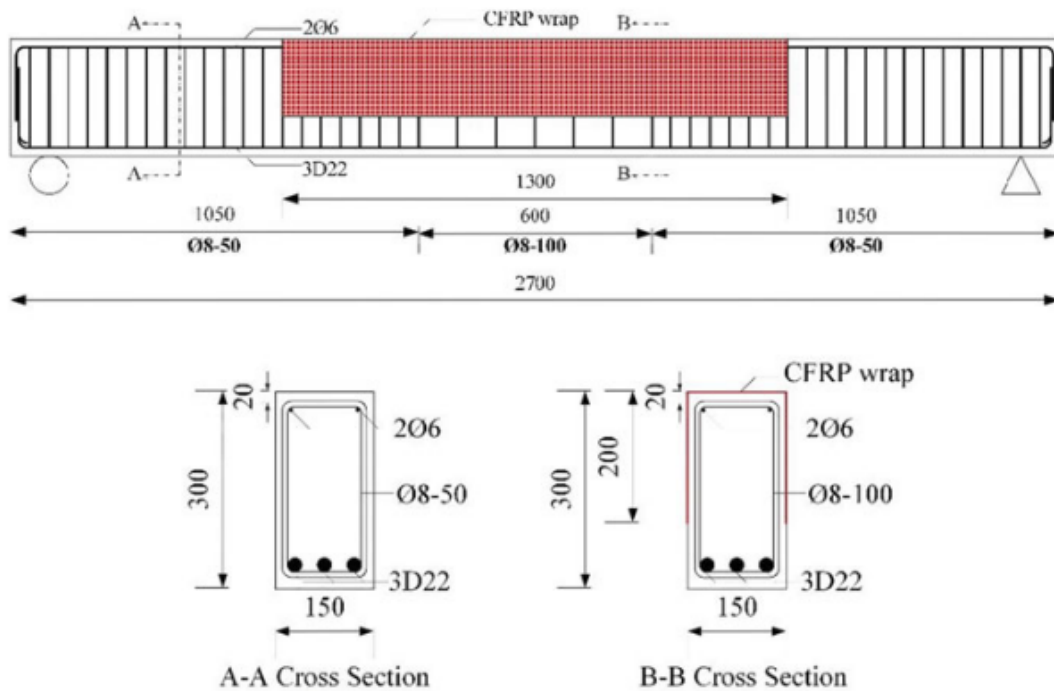 A
2Ø6
CFRP wrap
B
A
3D22
B
1300
1050
600
1050
Ø8-50
Ø8-100
Ø8-50
2700
20
300
2Ø6
Ø8-50
3D22
150
A-A Cross Section
CFRP wrap
20
200
300
2Ø6
Ø8-100
3D22
150
B-B Cross Section